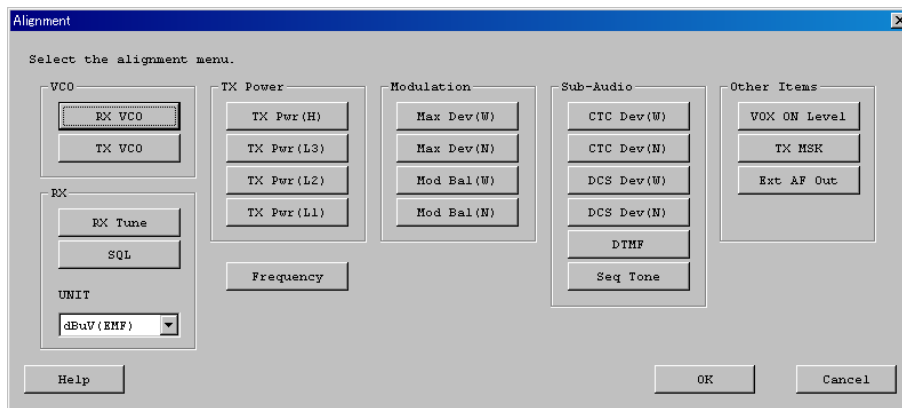 Alignment
Select the alignment menu.
VCO
RX VCO
TX VCO
RX
RX Tune
SQL
UNIT
dBuV(EMF)
TX Power
TX Pwr(H)
TX Pwr(L3)
TX Pwr(L2)
TX Pwr(L1)
Frequency
Modulation
Max Dev(W)
Max Dev(N)
Mod Bal(W)
Mod Bal(N)
Sub-Audio
CTC Dev(W)
CTC Dev(N)
DCS Dev(W)
DCS Dev(N)
DTMF
Seq Tone
Other Items
VOX ON Level
TX MSK
Ext AF Out
Help
OK
Cancel